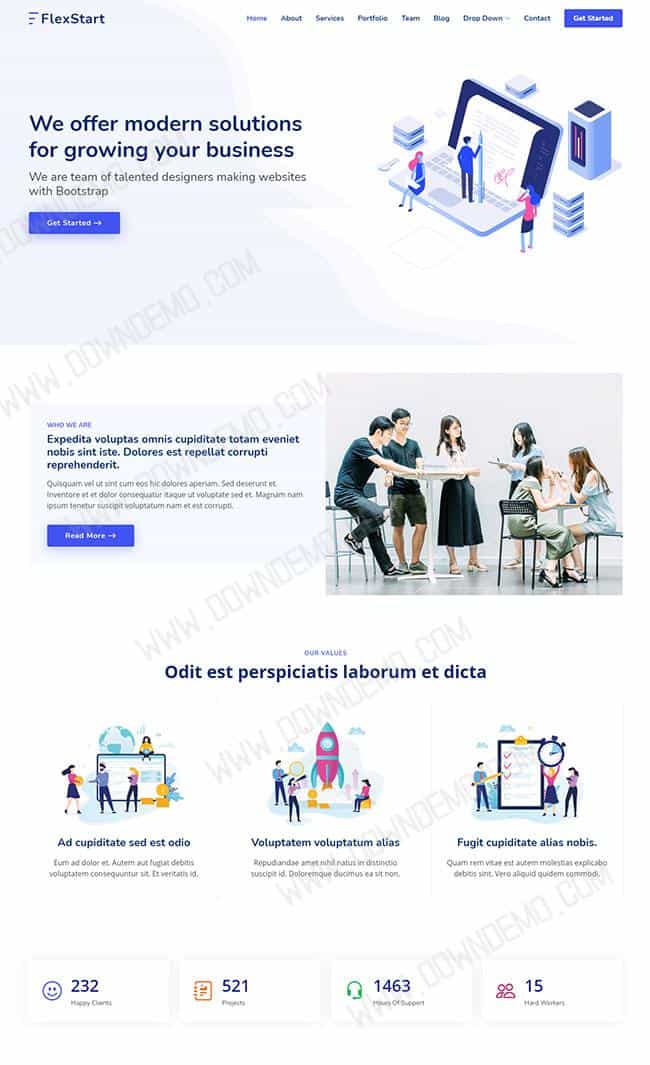 FlexStart
Home About Services Portfolio Team Blog Drop Down Contact Get Started
We offer modern solutions
for growing your business
We are team of talented designers making websites
with Bootstrap
Get Started →
WWW.DOWNDEMO.COM
WHO WE ARE
Expedita voluptas omnis cupiditate totam eveniet
nobis sint iste. Dolores est repellat corrupti
reprehenderit.
Quisquam vel ut sint cum eos hic dolores aperiam. Sed deserunt et.
Inventore et et dolor consequatur itaque ut voluptate sed et. Magnam nam
ipsum tenetur suscipit voluptatum nam et est corrupti.
Read More →
WWW.DOWNDEMO.COM
OUR VALUES
Odit est perspiciatis laborum et dicta
WWW.DOWNDEMO.COM
Ad cupiditate sed est odio
Eum ad dolor et. Autem aut fugiat debitis
voluptatem consequuntur sit. Et veritatis id.
Voluptatem voluptatum alias
Repudiandae amet nihil natus in distinctio
suscipit id. Doloremque ducimus ea sit non.
Fugit cupiditate alias nobis.
Quam rem vitae est autem molestias explicabo
debitis sint. Vero aliquid quidem commodi.
WWW.DOWNDEMO.COM
232
Happy Clients
521
Projects
1463
Hours Of Support
15
Hard Workers